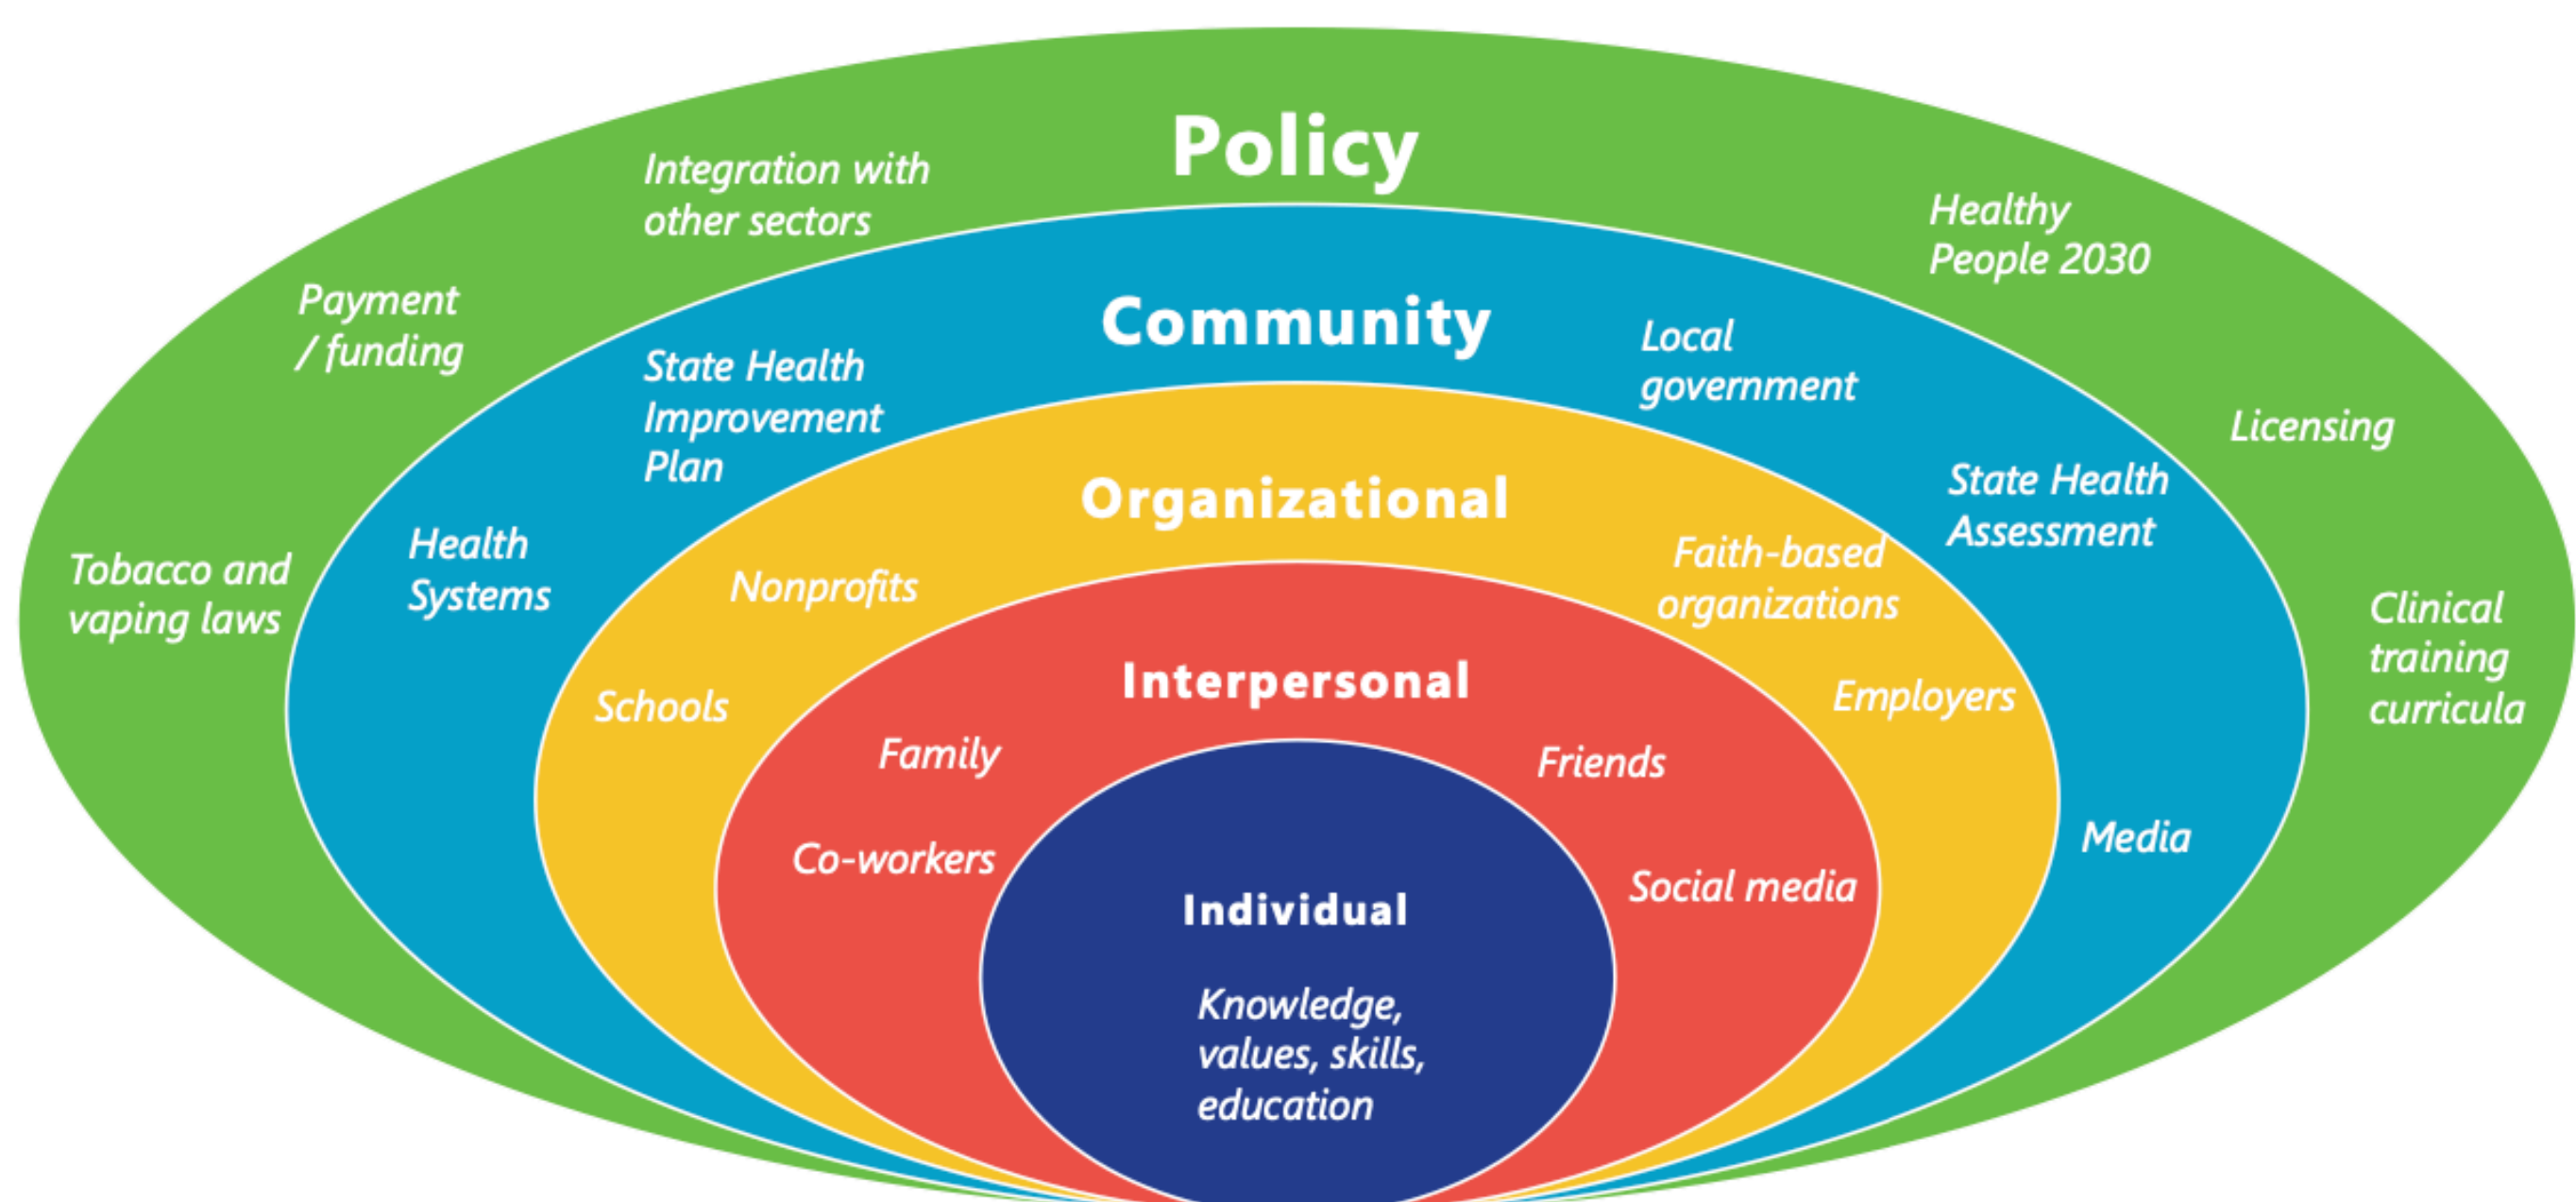 Policy
Integration with
other sectors
Healthy
People 2030
Payment
/ funding
Licensing
Tobacco and
vaping laws
Clinical
training
curricula
Community
State Health
Improvement
Plan
Local
government
Health
Systems
State Health
Assessment
Media
Organizational
Nonprofits
Faith-based
organizations
Schools
Employers
Interpersonal
Family
Friends
Co-workers
Social media
Individual
Knowledge,
values, skills,
education